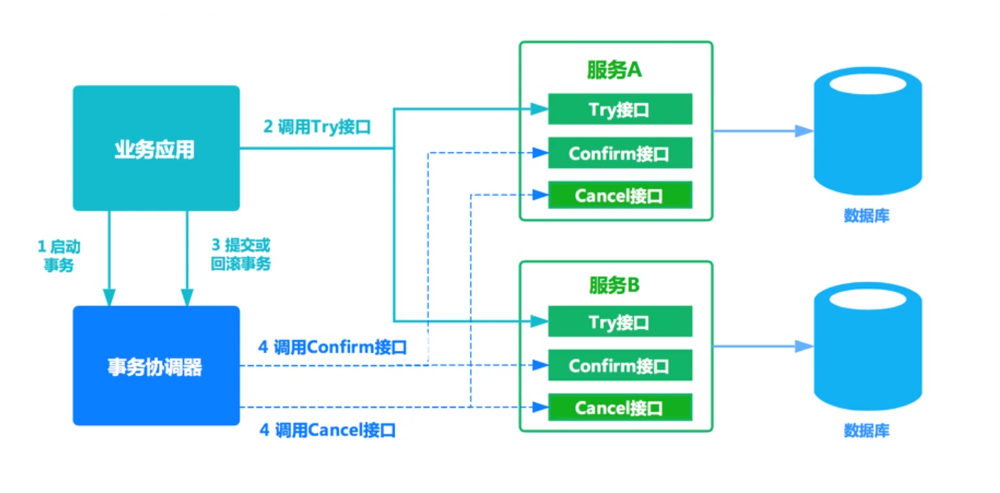 服务A
Try接口
2 调用Try接口
业务应用
Confirm接口
Cancel接口
数据库
1 启动
事务
3 提交或
回滚事务
服务B
Try接口
4 调用Confirm接口
事务协调器
Confirm接口
Cancel接口
4 调用Cancel接口
数据库